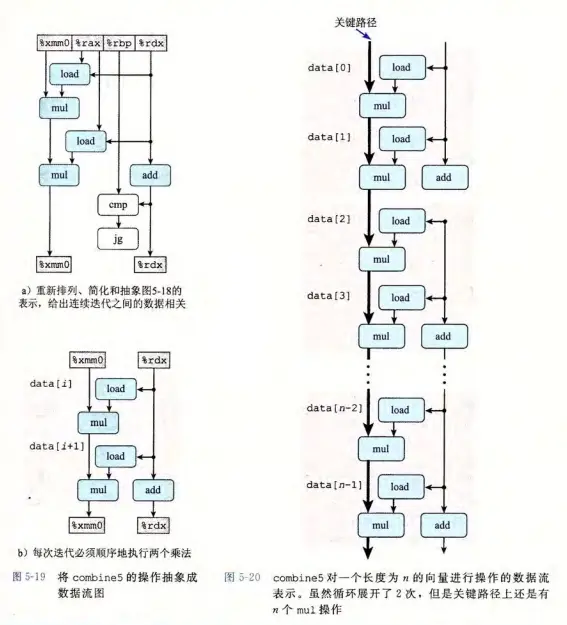 %xmm0 %rax %rbp %rdx
load
mul
load
mul
add
cmp
jg
%xmm0
%rdx
a）重新排列、简化和抽象图5-18的
表示，给出连续迭代之间的数据相关
%xmm0
%rdx
data[i]
load
mul
data[i+1]
load
mul
add
%xmm0
%rdx
b）每次迭代必须顺序地执行两个乘法
图 5-19 将 combine5 的操作抽象成
数据流图
关键路径
data[0]
load
mul
data[1]
load
mul
add
data[2]
load
mul
data[3]
load
mul
add
data[n-2]
load
mul
data[n-1]
load
mul
add
图 5-20 combine5 对一个长度为 n 的向量进行操作的数据流
表示。虽然循环展开了 2 次，但是关键路径上还是有
n 个 mul 操作